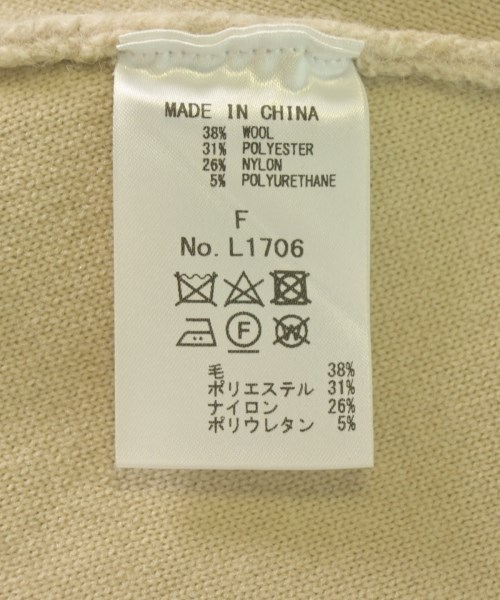 MADE IN CHINA
38% WOOL
31% POLYESTER
26% NYLON
5% POLYURETHANE
F
No. L1706
F W
毛 38%
ポリエステル 31%
ナイロン 26%
ポリウレタン 5%